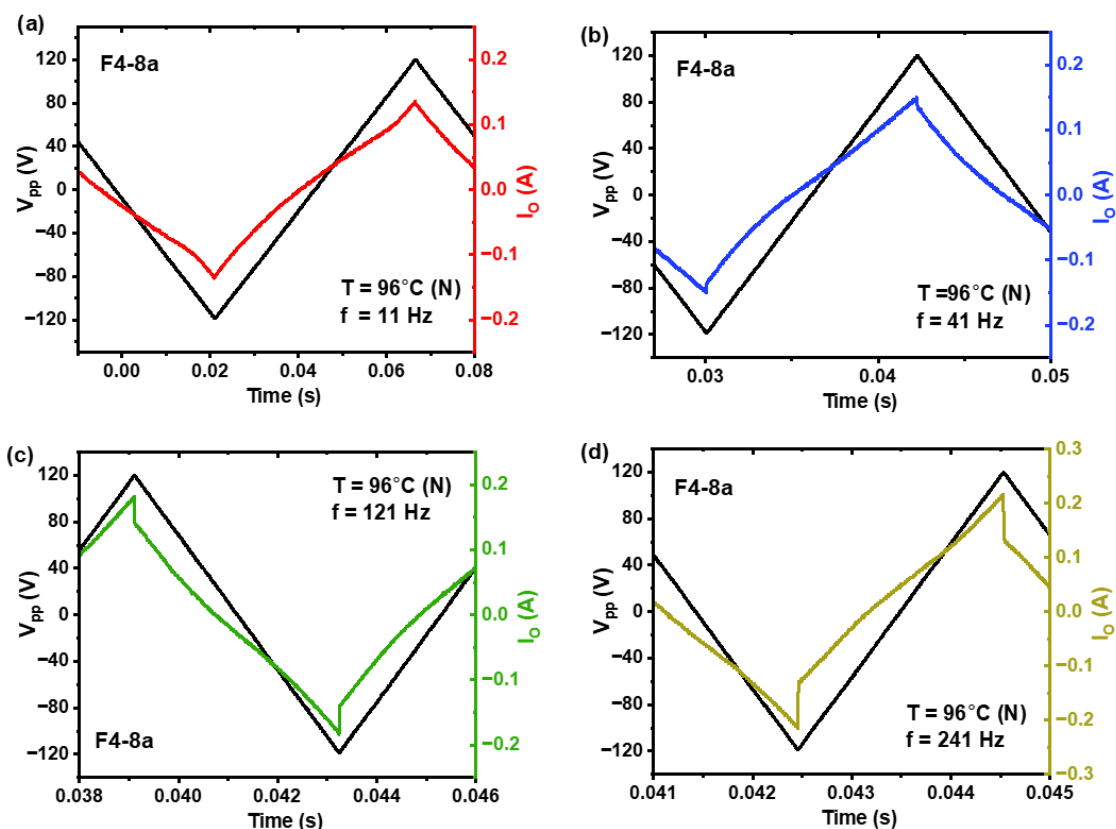 (a)
F4-8a
T = 96°C (N)
f = 11 Hz
120
80
40
0
−40
−80
−120
Vpp (V)
0.2
0.1
0.0
−0.1
−0.2
IO (A)
0.00 0.02 0.04 0.06 0.08
Time (s)
(b)
F4-8a
T =96°C (N)
f = 41 Hz
120
80
40
0
−40
−80
−120
Vpp (V)
0.2
0.1
0.0
−0.1
−0.2
IO (A)
0.03 0.04 0.05
Time (s)
(c)
T = 96°C (N)
f = 121 Hz
F4-8a
120
80
40
0
−40
−80
−120
Vpp (V)
0.2
0.1
0.0
−0.1
−0.2
IO (A)
0.038 0.040 0.042 0.044 0.046
Time (s)
(d)
F4-8a
T = 96°C (N)
f = 241 Hz
120
80
40
0
−40
−80
−120
Vpp (V)
0.3
0.2
0.1
0.0
−0.1
−0.2
−0.3
IO (A)
0.041 0.042 0.043 0.044 0.045
Time (s)